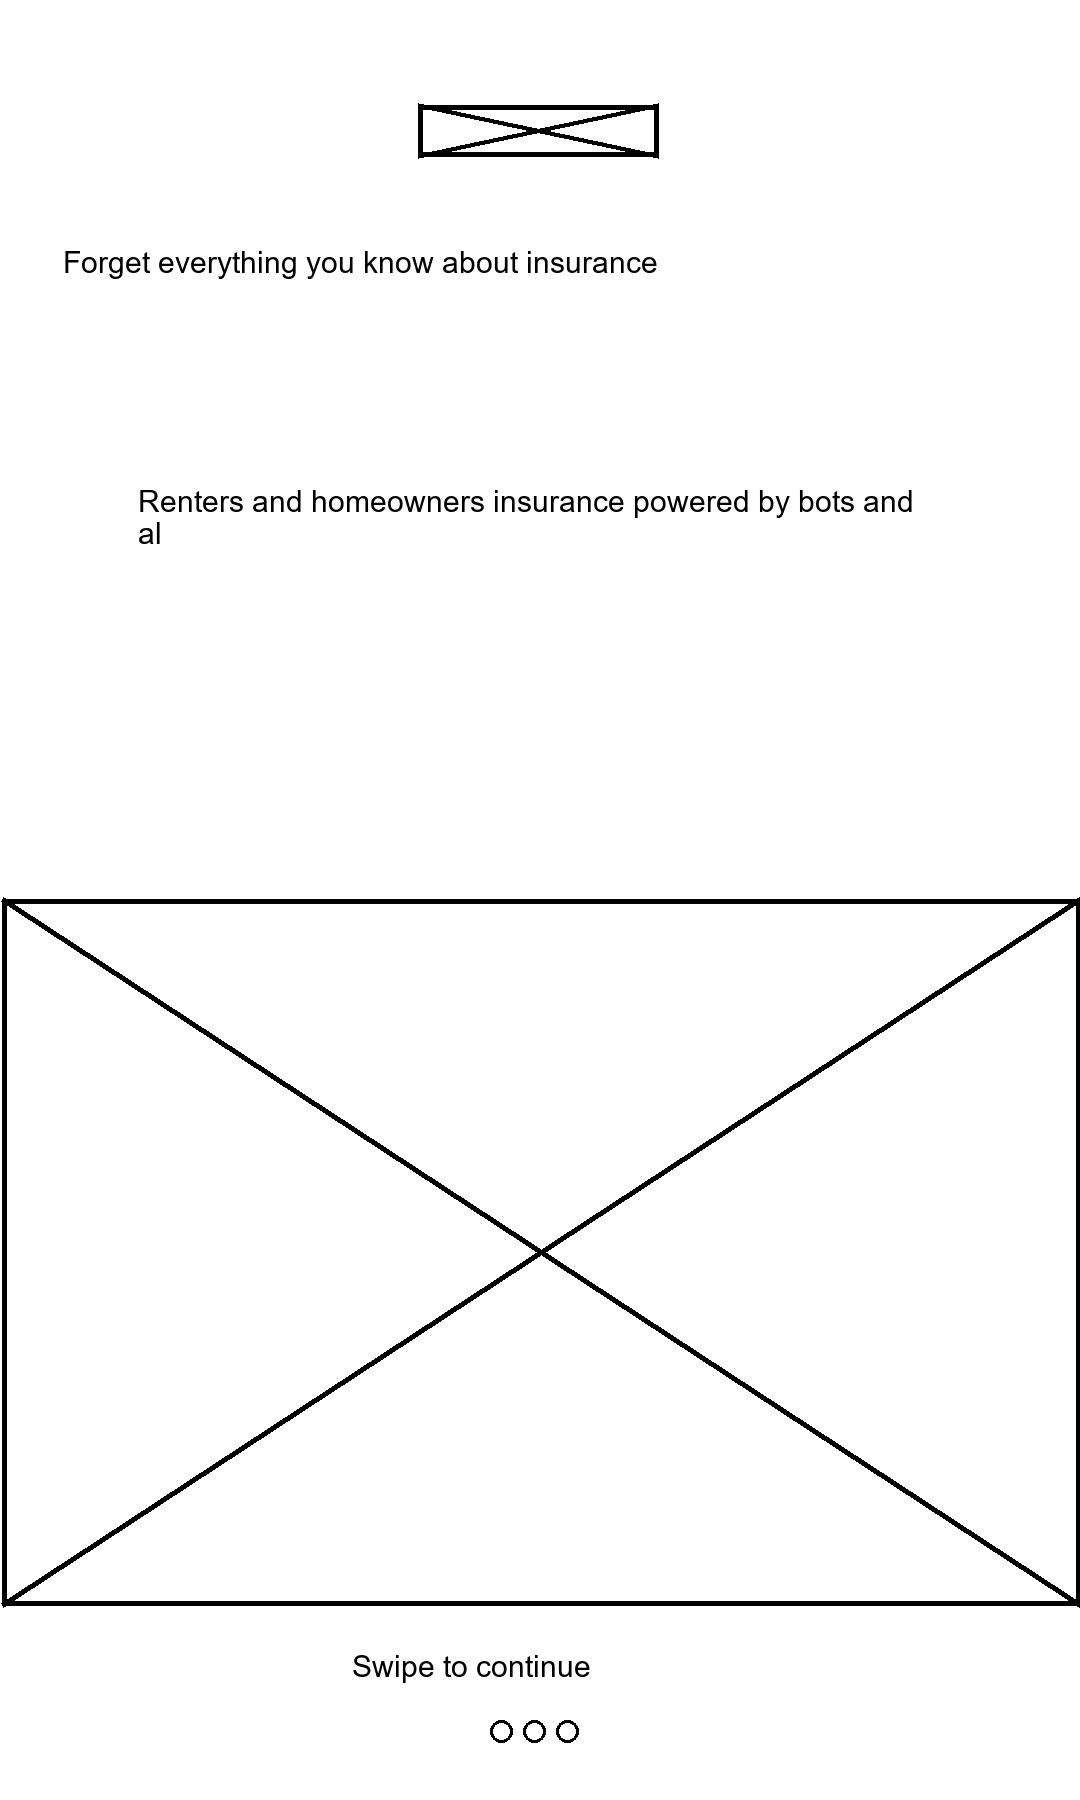 Forget everything you know about insurance
Renters and homeowners insurance powered by bots and
al
Swipe to continue